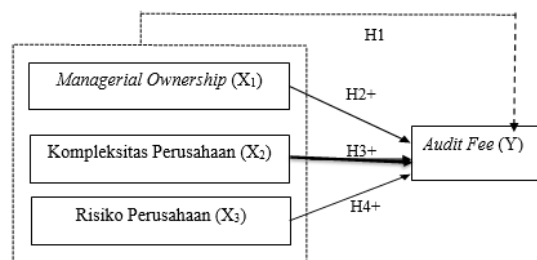 H1
Managerial Ownership (X1)
H2+
Kompleksitas Perusahaan (X2)
H3+
Audit Fee (Y)
Risiko Perusahaan (X3)
H4+